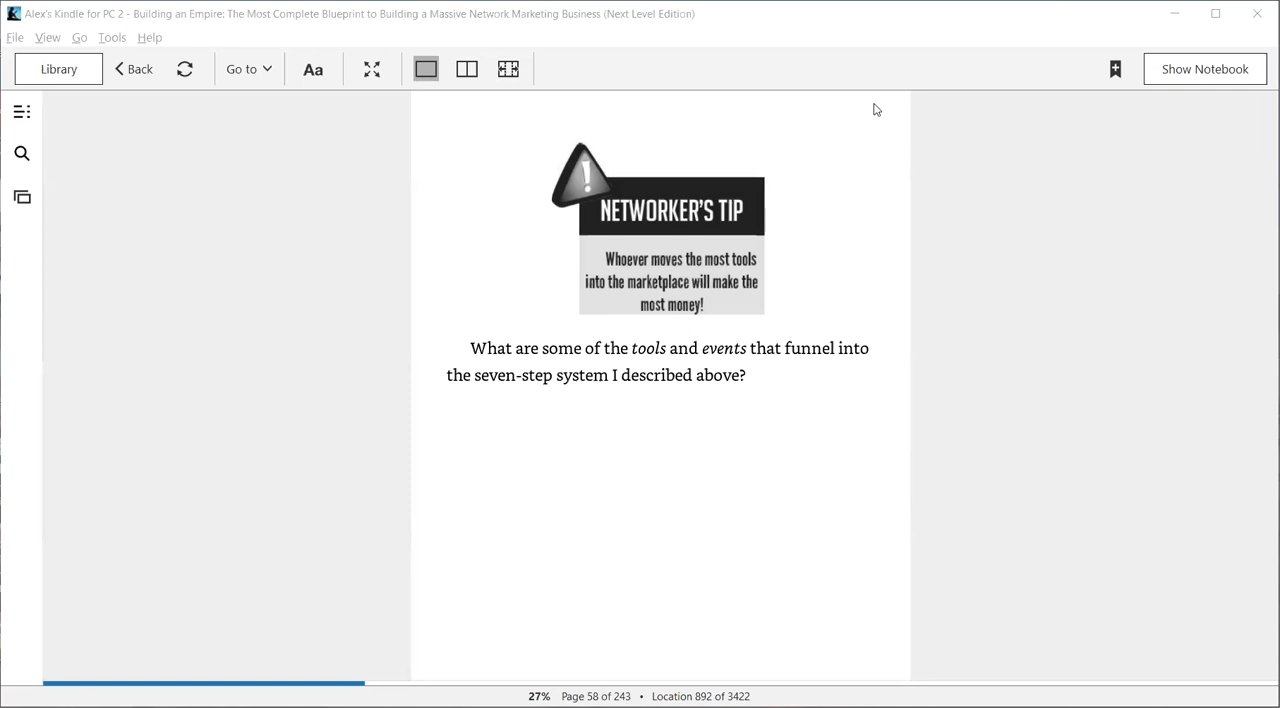 Alex's Kindle for PC 2 - Building an Empire: The Most Complete Blueprint to Building a Massive Network Marketing Business (Next Level Edition)
File View Go Tools Help
Library Back Go to Aa Show Notebook
!
NETWORKER'S TIP
Whoever moves the most tools
into the marketplace will make the
most money!
What are some of the tools and events that funnel into
the seven-step system I described above?
27% Page 58 of 243 • Location 892 of 3422